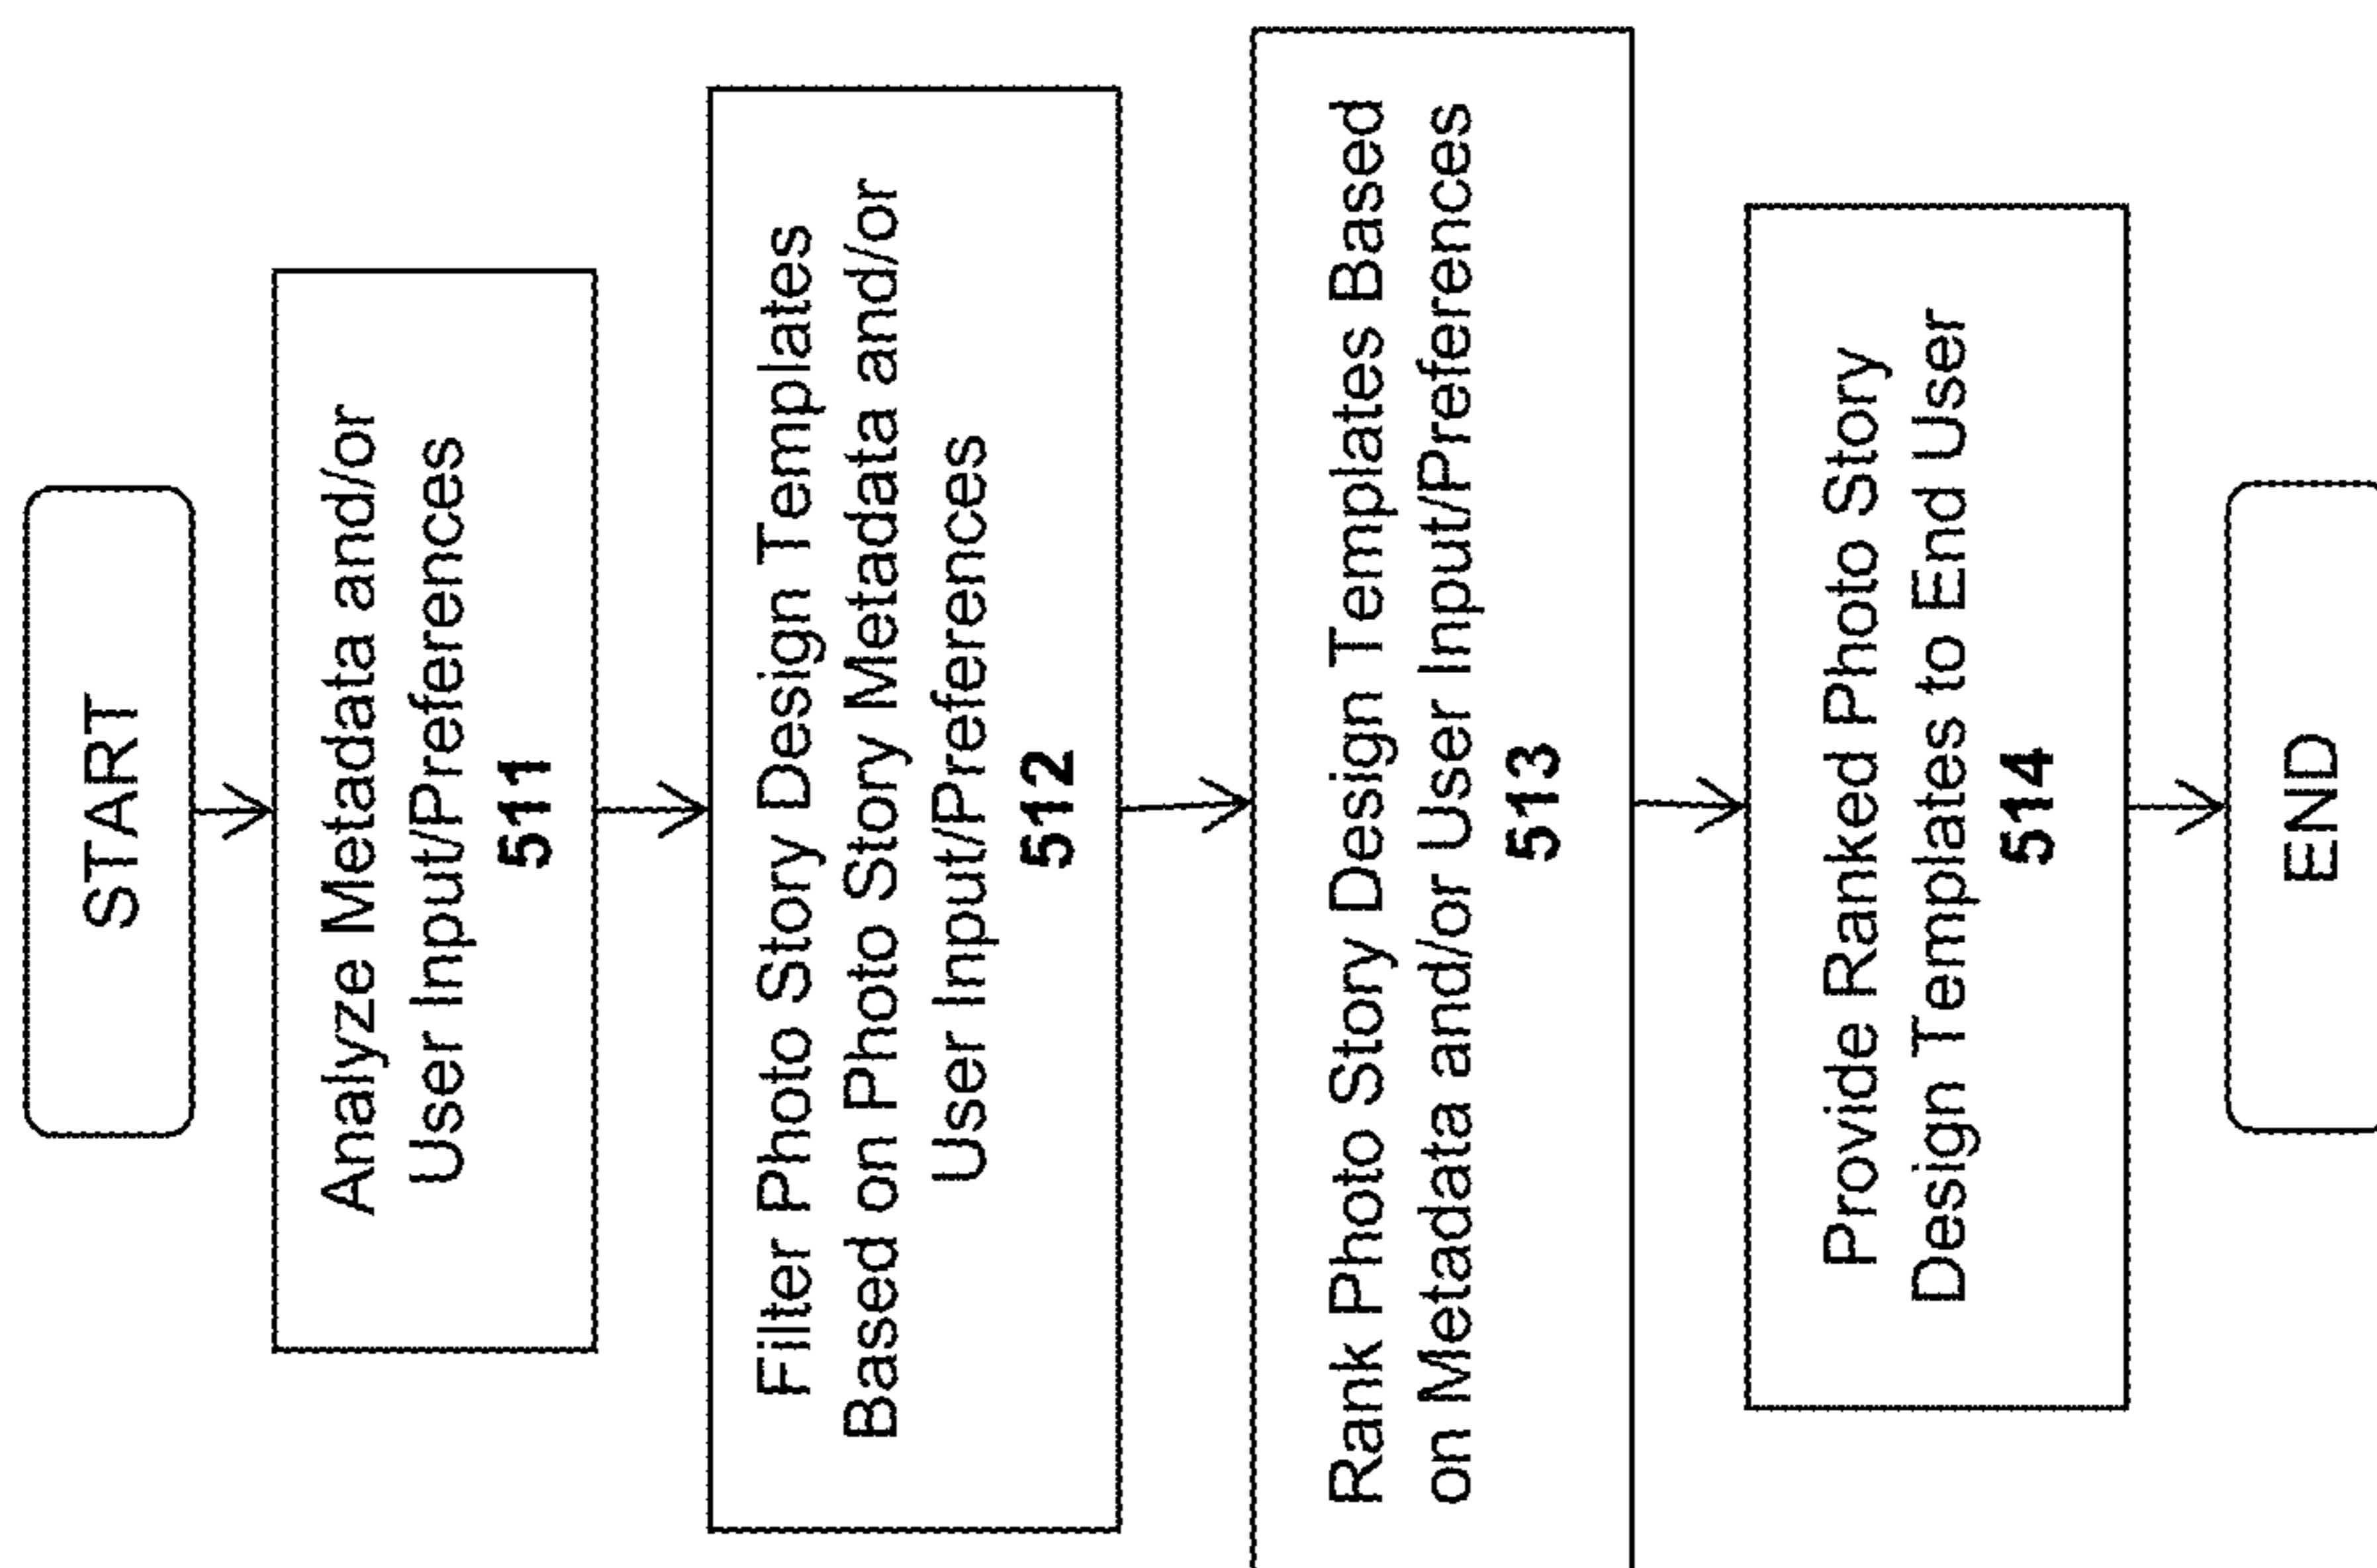 START
Analyze Metadata and/or
User Input/Preferences
511
Filter Photo Story Design Templates
Based on Photo Story Metadata and/or
User Input/Preferences
512
Rank Photo Story Design Templates Based
on Metadata and/or User Input/Preferences
513
Provide Ranked Photo Story
Design Templates to End User
514
END